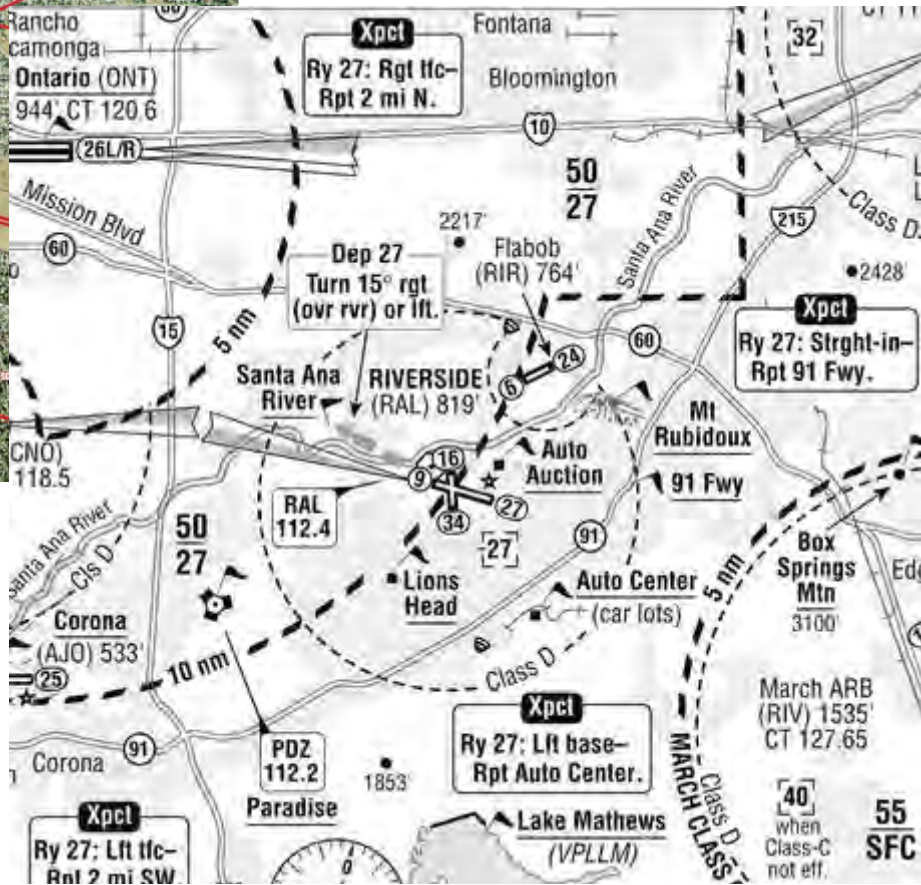 Rancho
camonga
Ontario (ONT)
944' CT 120.6
26L/R
Xpct
Ry 27: Rgt tfc–
Rpt 2 mi N.
Fontana
Bloomington
10
32
50
27
215
Class D
Mission Blvd
60
15
5 nm
2217'
Flabob
(RIR) 764'
Santa Ana River
2428'
Dep 27
Turn 15° rgt
(ovr rvr) or lft.
Xpct
Ry 27: Strght-in–
Rpt 91 Fwy.
24
6
60
Santa Ana
River
RIVERSIDE
(RAL) 819'
Mt
Rubidoux
CNO)
118.5
16
9
27
34
Auto
Auction
91 Fwy
RAL
112.4
27
91
Santa Ana River
Cls D
50
27
Lions
Head
Auto Center
(car lots)
Box
Springs
Mtn
3100'
5 nm
Corona
(AJO) 533'
25
10 nm
Class D
March ARB
(RIV) 1535'
CT 127.65
Corona
91
PDZ
112.2
Paradise
1853'
Xpct
Ry 27: Lft base–
Rpt Auto Center.
MARCH CLASS
Class D
40
when
Class-C
not eff.
55
SFC
Xpct
Ry 27: Lft tfc–
Rpt 2 mi SW.
Lake Mathews
(VPLLM)
0